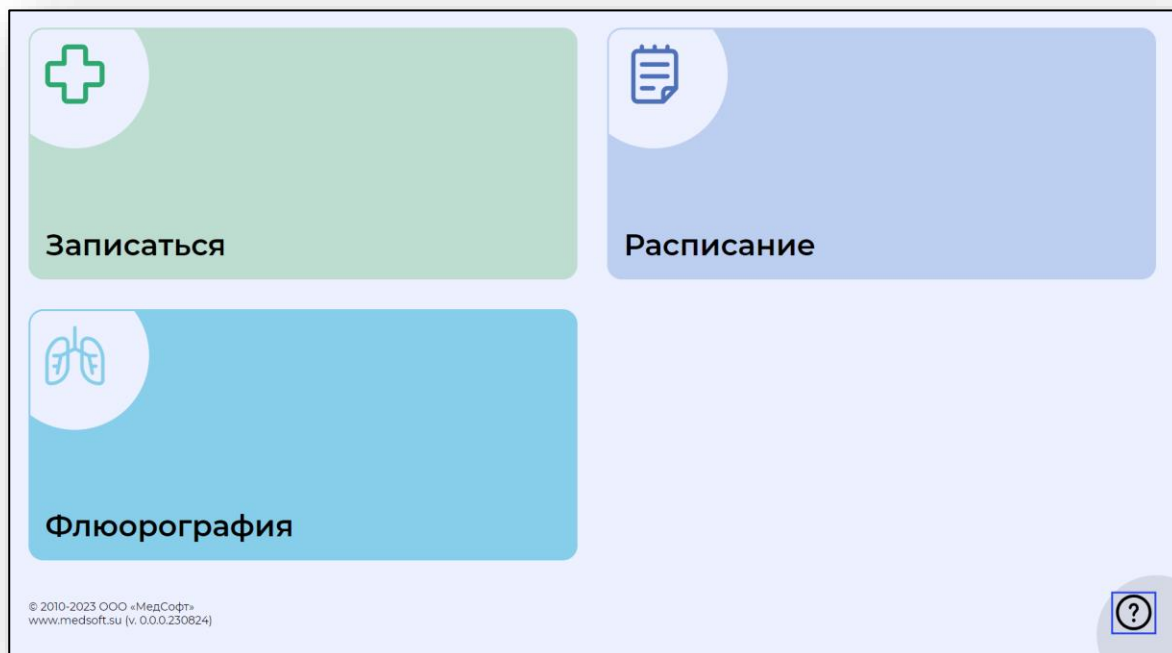 Записаться
Расписание
Флюорография
© 2010-2023 ООО «МедСофт»
www.medsoft.su (v. 0.0.0.230824)
?